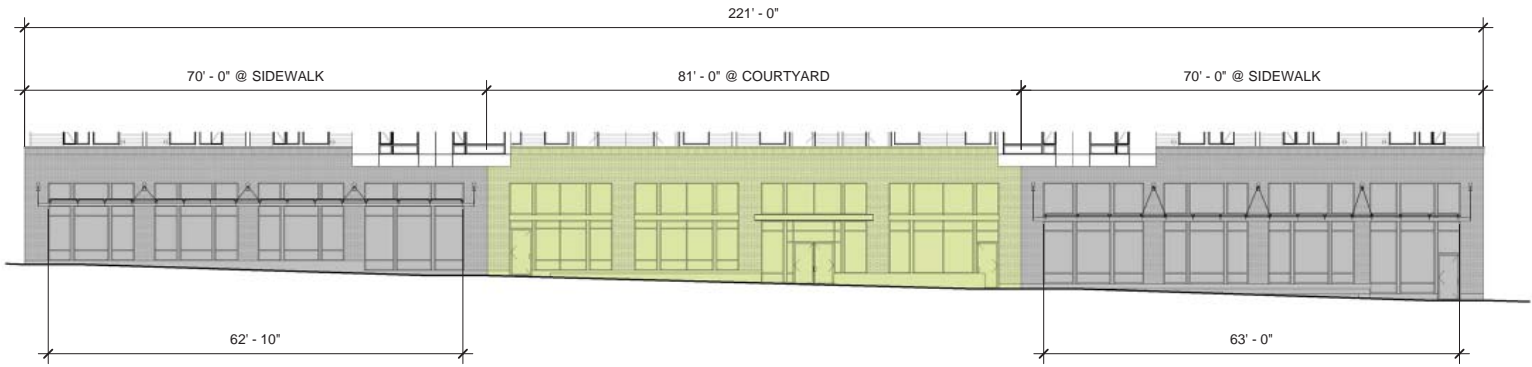 221' - 0"
70' - 0" @ SIDEWALK
81' - 0" @ COURTYARD
70' - 0" @ SIDEWALK
62' - 10"
63' - 0"